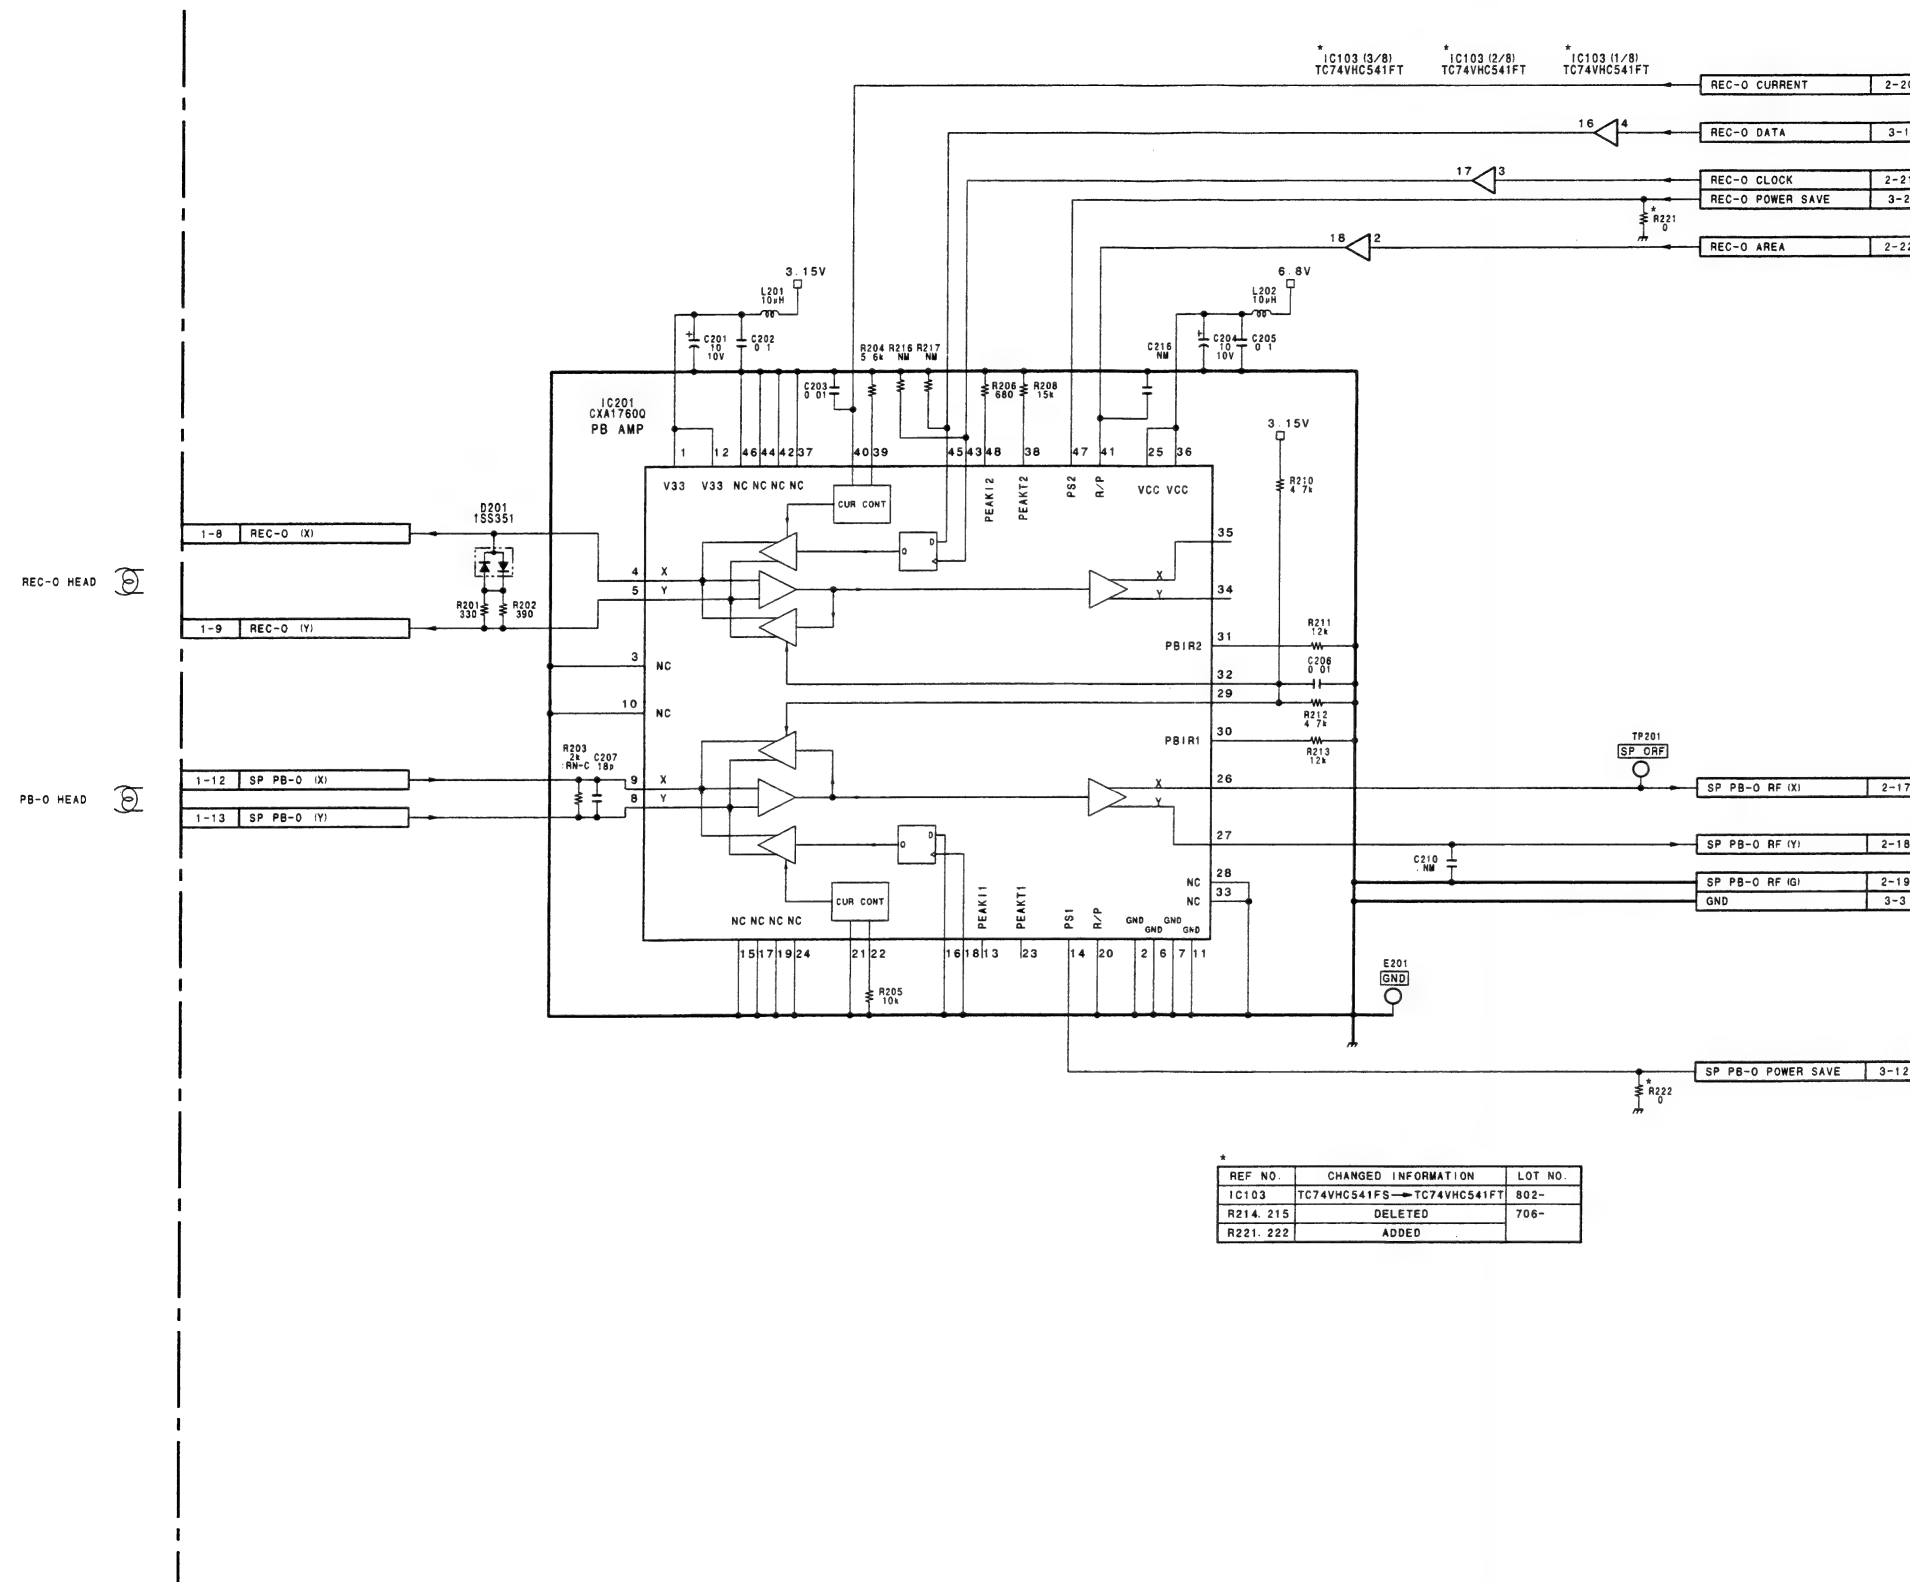 * * *
IC103 (3/8) IC103 (2/8) IC103 (1/8)
TC74VHC541FT TC74VHC541FT TC74VHC541FT
REC-O CURRENT 2-20
16 4 REC-O DATA 3-1
17 3 REC-O CLOCK 2-21
REC-O POWER SAVE 3-2
*
R221
0
18 2 REC-O AREA 2-22
3.15V 6.8V
L201 L202
10μH 10μH
+ C201 C202 + C204 C205
10 0.1 10 0.1
10V 10V
R204 R216 R217 C216
5.6k NM NM NM
C203 R206 R208
0.01 680 15k
IC201
CXA1760Q
PB AMP
3.15V
1 12 46 44 42 37 40 39 45 43 48 38 47 41 25 36
V33 V33 NC NC NC NC PEAKI2 PEAKT2 PS2 R/P VCC VCC
R210
4.7k
CUR CONT
D201
1SS351
1-8 REC-O (X)
D
Q
35
REC-O HEAD
4 X
5 Y
X
Y 34
R201 R202
330 390
1-9 REC-O (Y)
R211
12k
PBIR2 31
3 NC
C206
0.01
32
29
10 NC
R212
4.7k
PBIR1 30
R213
12k
TP201
SP ORF
R203
2k
:RN-C
C207
18p
1-12 SP PB-O (X)
9 X
X 26
SP PB-O RF (X) 2-17
PB-O HEAD
8 Y
Y
1-13 SP PB-O (Y)
D
Q
27
SP PB-O RF (Y) 2-18
C210
NM
NC 28
SP PB-O RF (G) 2-19
NC 33
GND 3-3
CUR CONT
NC NC NC NC PEAKI1 PEAKT1 PS1 R/P GND GND GND GND
15 17 19 24 21 22 16 18 13 23 14 20 2 6 7 11
E201
GND
R205
10k
SP PB-O POWER SAVE 3-12
*
R222
0
*
REF NO. CHANGED INFORMATION LOT NO.
IC103 TC74VHC541FS→TC74VHC541FT 802-
R214. 215 DELETED 706-
R221. 222 ADDED